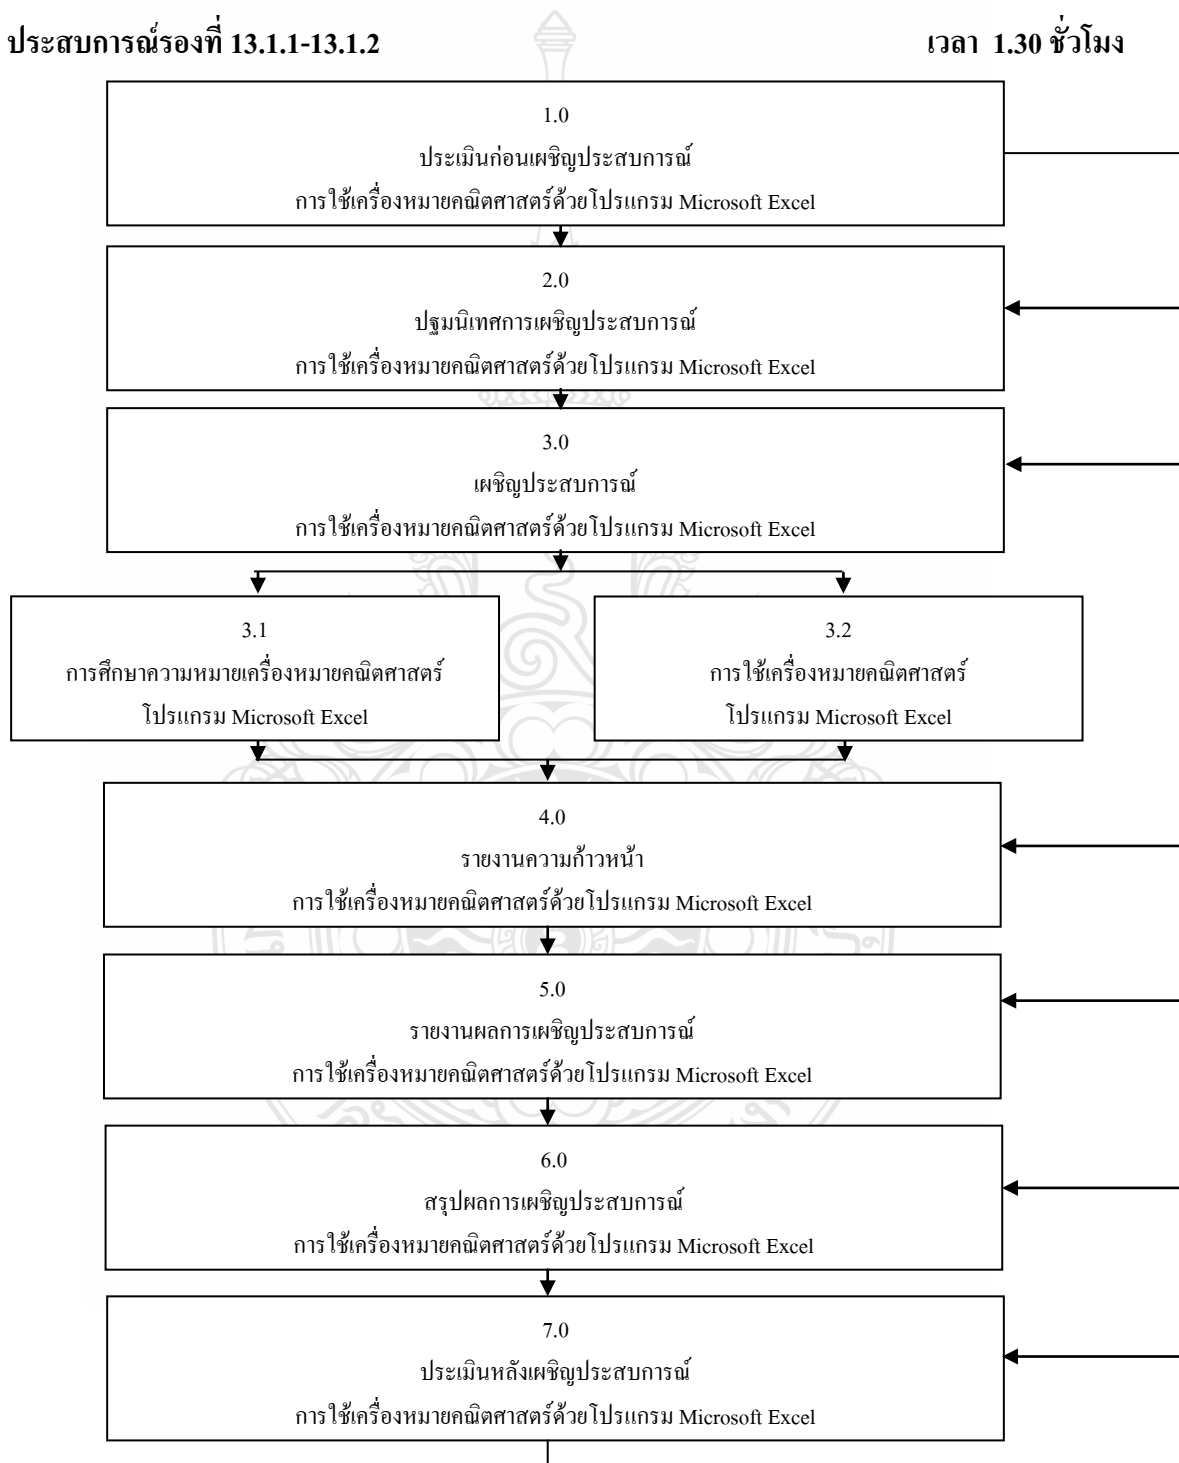 ประสบการณ์รองที่ 13.1.1-13.1.2 เวลา 1.30 ชั่วโมง
1.0
ประเมินก่อนเผชิญประสบการณ์
การใช้เครื่องหมายคณิตศาสตร์ด้วยโปรแกรม Microsoft Excel
2.0
ปฐมนิเทศการเผชิญประสบการณ์
การใช้เครื่องหมายคณิตศาสตร์ด้วยโปรแกรม Microsoft Excel
3.0
เผชิญประสบการณ์
การใช้เครื่องหมายคณิตศาสตร์ด้วยโปรแกรม Microsoft Excel
3.1
การศึกษาความหมายเครื่องหมายคณิตศาสตร์
โปรแกรม Microsoft Excel
3.2
การใช้เครื่องหมายคณิตศาสตร์
โปรแกรม Microsoft Excel
4.0
รายงานความก้าวหน้า
การใช้เครื่องหมายคณิตศาสตร์ด้วยโปรแกรม Microsoft Excel
5.0
รายงานผลการเผชิญประสบการณ์
การใช้เครื่องหมายคณิตศาสตร์ด้วยโปรแกรม Microsoft Excel
6.0
สรุปผลการเผชิญประสบการณ์
การใช้เครื่องหมายคณิตศาสตร์ด้วยโปรแกรม Microsoft Excel
7.0
ประเมินหลังเผชิญประสบการณ์
การใช้เครื่องหมายคณิตศาสตร์ด้วยโปรแกรม Microsoft Excel